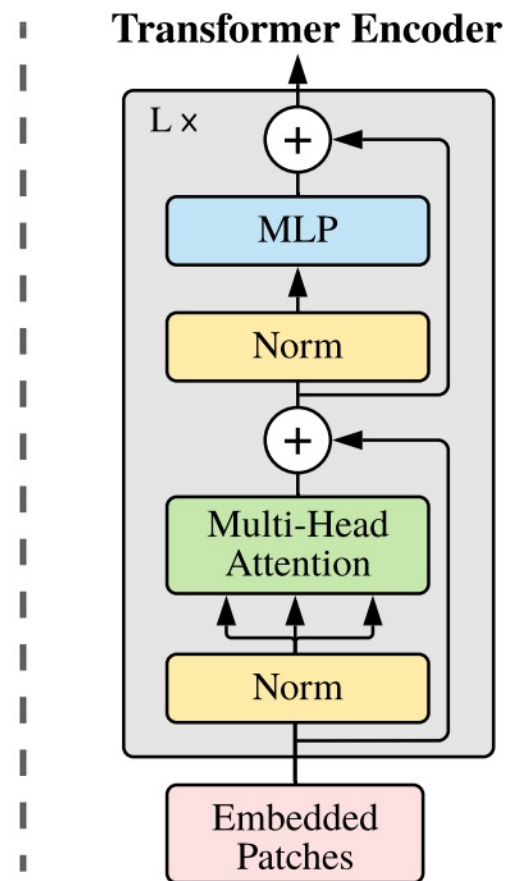 Transformer Encoder
L ×
+
MLP
Norm
+
Multi-Head
Attention
Norm
Embedded
Patches